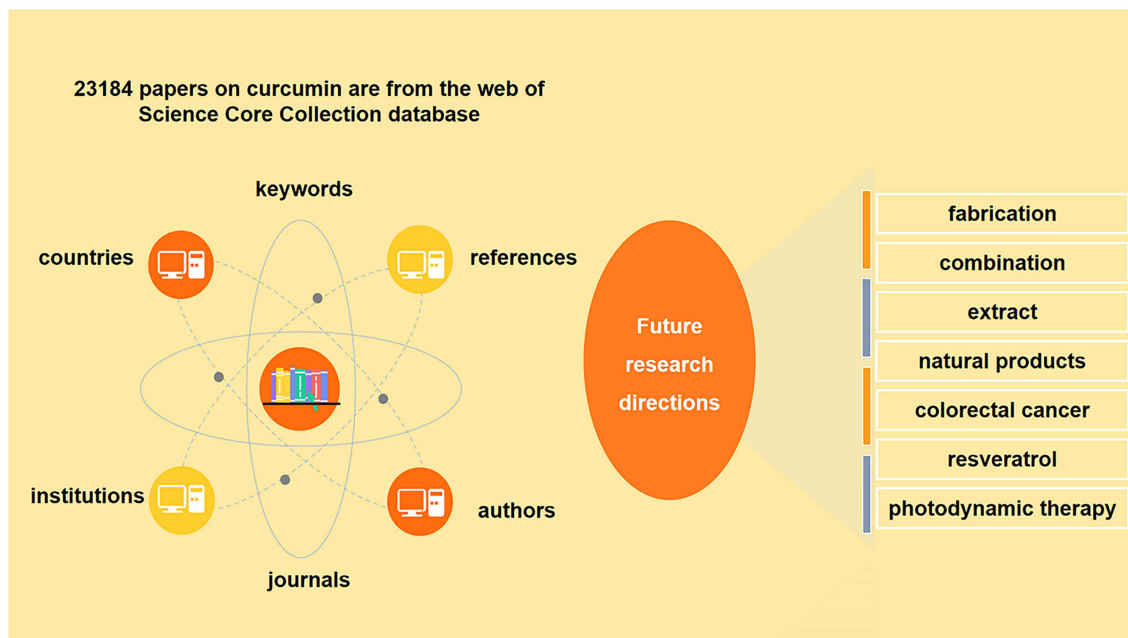 23184 papers on curcumin are from the web of
Science Core Collection database
keywords
countries
references
institutions
authors
journals
Future
research
directions
fabrication
combination
extract
natural products
colorectal cancer
resveratrol
photodynamic therapy